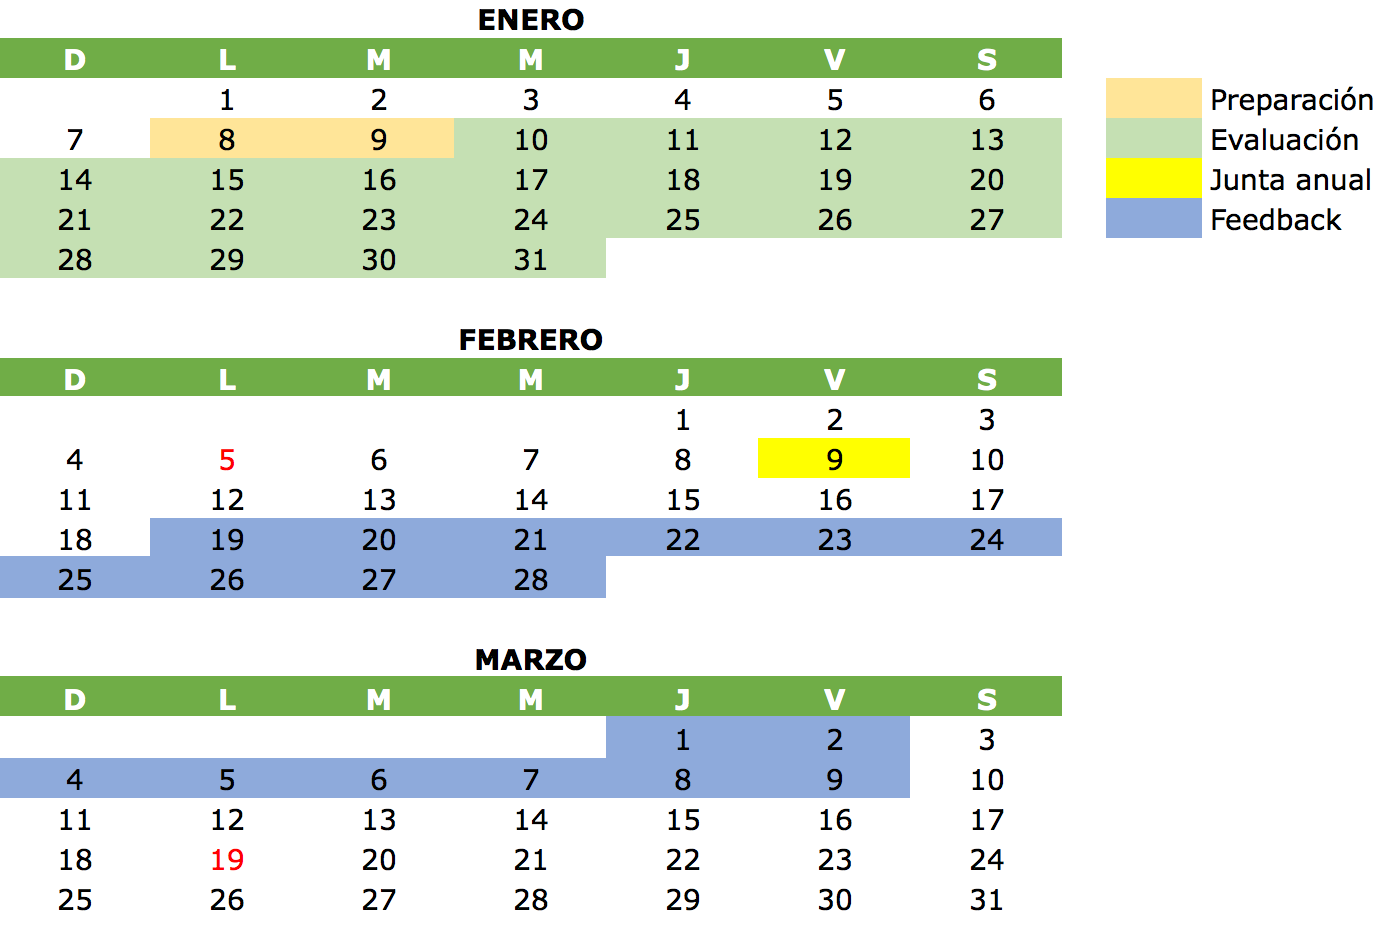 ENERO
D L M M J V S
1 2 3 4 5 6
Preparación
7 8 9 10 11 12 13
Evaluación
14 15 16 17 18 19 20
Junta anual
21 22 23 24 25 26 27
Feedback
28 29 30 31
FEBRERO
D L M M J V S
1 2 3
4 5 6 7 8 9 10
11 12 13 14 15 16 17
18 19 20 21 22 23 24
25 26 27 28
MARZO
D L M M J V S
1 2 3
4 5 6 7 8 9 10
11 12 13 14 15 16 17
18 19 20 21 22 23 24
25 26 27 28 29 30 31